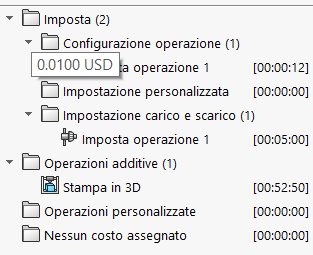 Imposta (2)
Configurazione operazione (1)
0.0100 USD
operazione 1 [00:00:12]
Impostazione personalizzata [00:00:00]
Impostazione carico e scarico (1)
Imposta operazione 1 [00:05:00]
Operazioni additive (1)
Stampa in 3D [00:52:50]
Operazioni personalizzate [00:00:00]
Nessun costo assegnato [00:00:00]